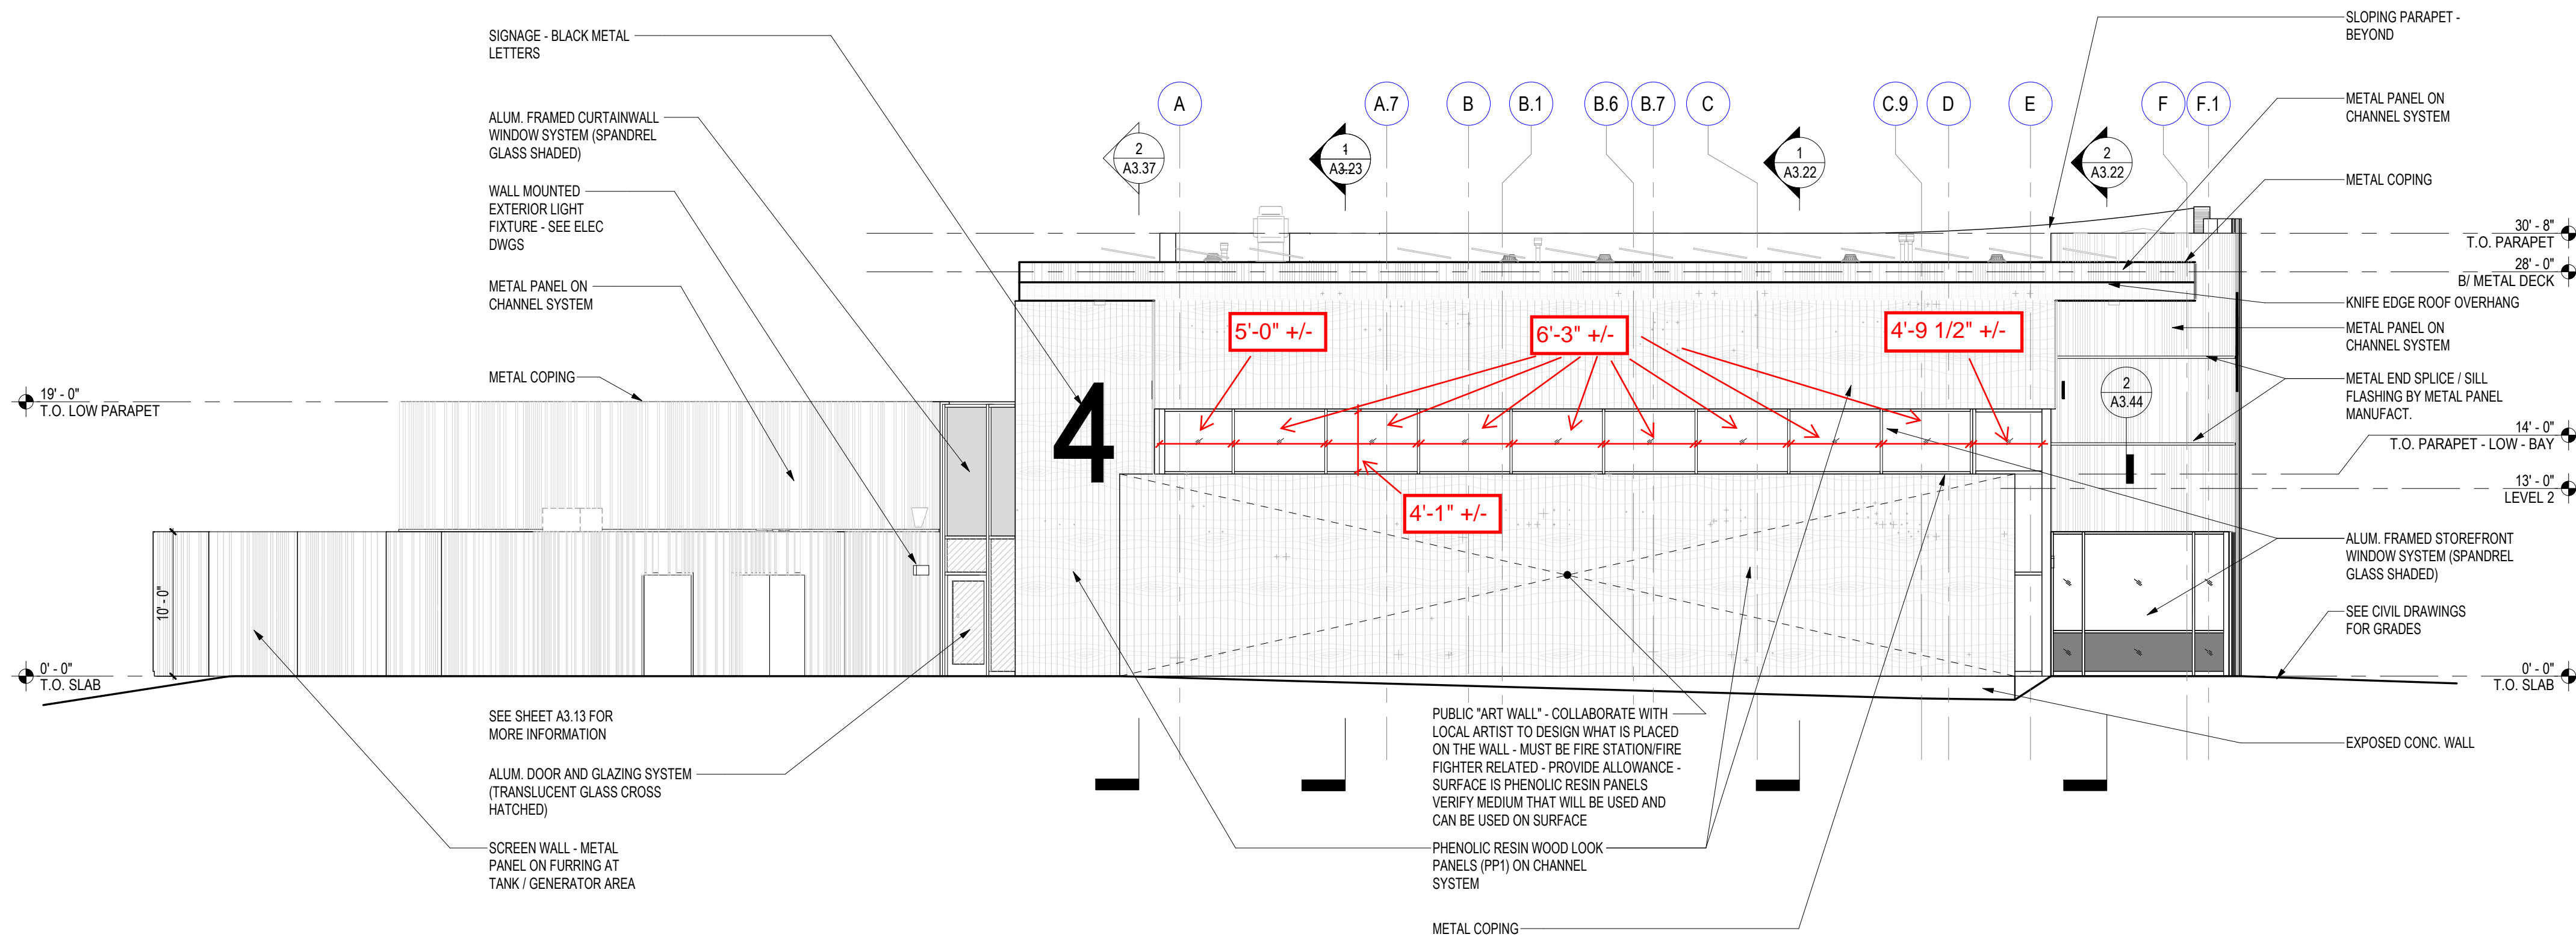 SIGNAGE - BLACK METAL
LETTERS
ALUM. FRAMED CURTAINWALL
WINDOW SYSTEM (SPANDREL
GLASS SHADED)
WALL MOUNTED
EXTERIOR LIGHT
FIXTURE - SEE ELEC
DWGS
METAL PANEL ON
CHANNEL SYSTEM
METAL COPING
19' - 0"
T.O. LOW PARAPET
10' - 0"
0' - 0"
T.O. SLAB
SEE SHEET A3.13 FOR
MORE INFORMATION
ALUM. DOOR AND GLAZING SYSTEM
(TRANSLUCENT GLASS CROSS
HATCHED)
SCREEN WALL - METAL
PANEL ON FURRING AT
TANK / GENERATOR AREA
A
A.7
B
B.1
B.6
B.7
C
C.9
D
E
F
F.1
2
A3.37
1
A3.23
1
A3.22
2
A3.22
4
5'-0" +/-
6'-3" +/-
4'-9 1/2" +/-
4'-1" +/-
2
A3.44
PUBLIC "ART WALL" - COLLABORATE WITH
LOCAL ARTIST TO DESIGN WHAT IS PLACED
ON THE WALL - MUST BE FIRE STATION/FIRE
FIGHTER RELATED - PROVIDE ALLOWANCE -
SURFACE IS PHENOLIC RESIN PANELS
VERIFY MEDIUM THAT WILL BE USED AND
CAN BE USED ON SURFACE
PHENOLIC RESIN WOOD LOOK
PANELS (PP1) ON CHANNEL
SYSTEM
METAL COPING
SLOPING PARAPET -
BEYOND
METAL PANEL ON
CHANNEL SYSTEM
METAL COPING
30' - 8"
T.O. PARAPET
28' - 0"
B/ METAL DECK
KNIFE EDGE ROOF OVERHANG
METAL PANEL ON
CHANNEL SYSTEM
METAL END SPLICE / SILL
FLASHING BY METAL PANEL
MANUFACT.
14' - 0"
T.O. PARAPET - LOW - BAY
13' - 0"
LEVEL 2
ALUM. FRAMED STOREFRONT
WINDOW SYSTEM (SPANDREL
GLASS SHADED)
SEE CIVIL DRAWINGS
FOR GRADES
0' - 0"
T.O. SLAB
EXPOSED CONC. WALL